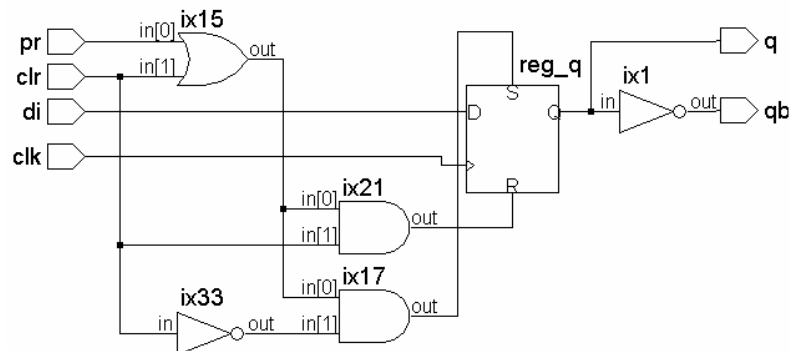 ix15
pr
in[0]
out
q
clr
in[1]
reg_q
ix1
S
di
D
Q
in
out
qb
clk
ix21
R
in[0]
out
in[1]
ix17
in[0]
out
ix33
in
out
in[1]